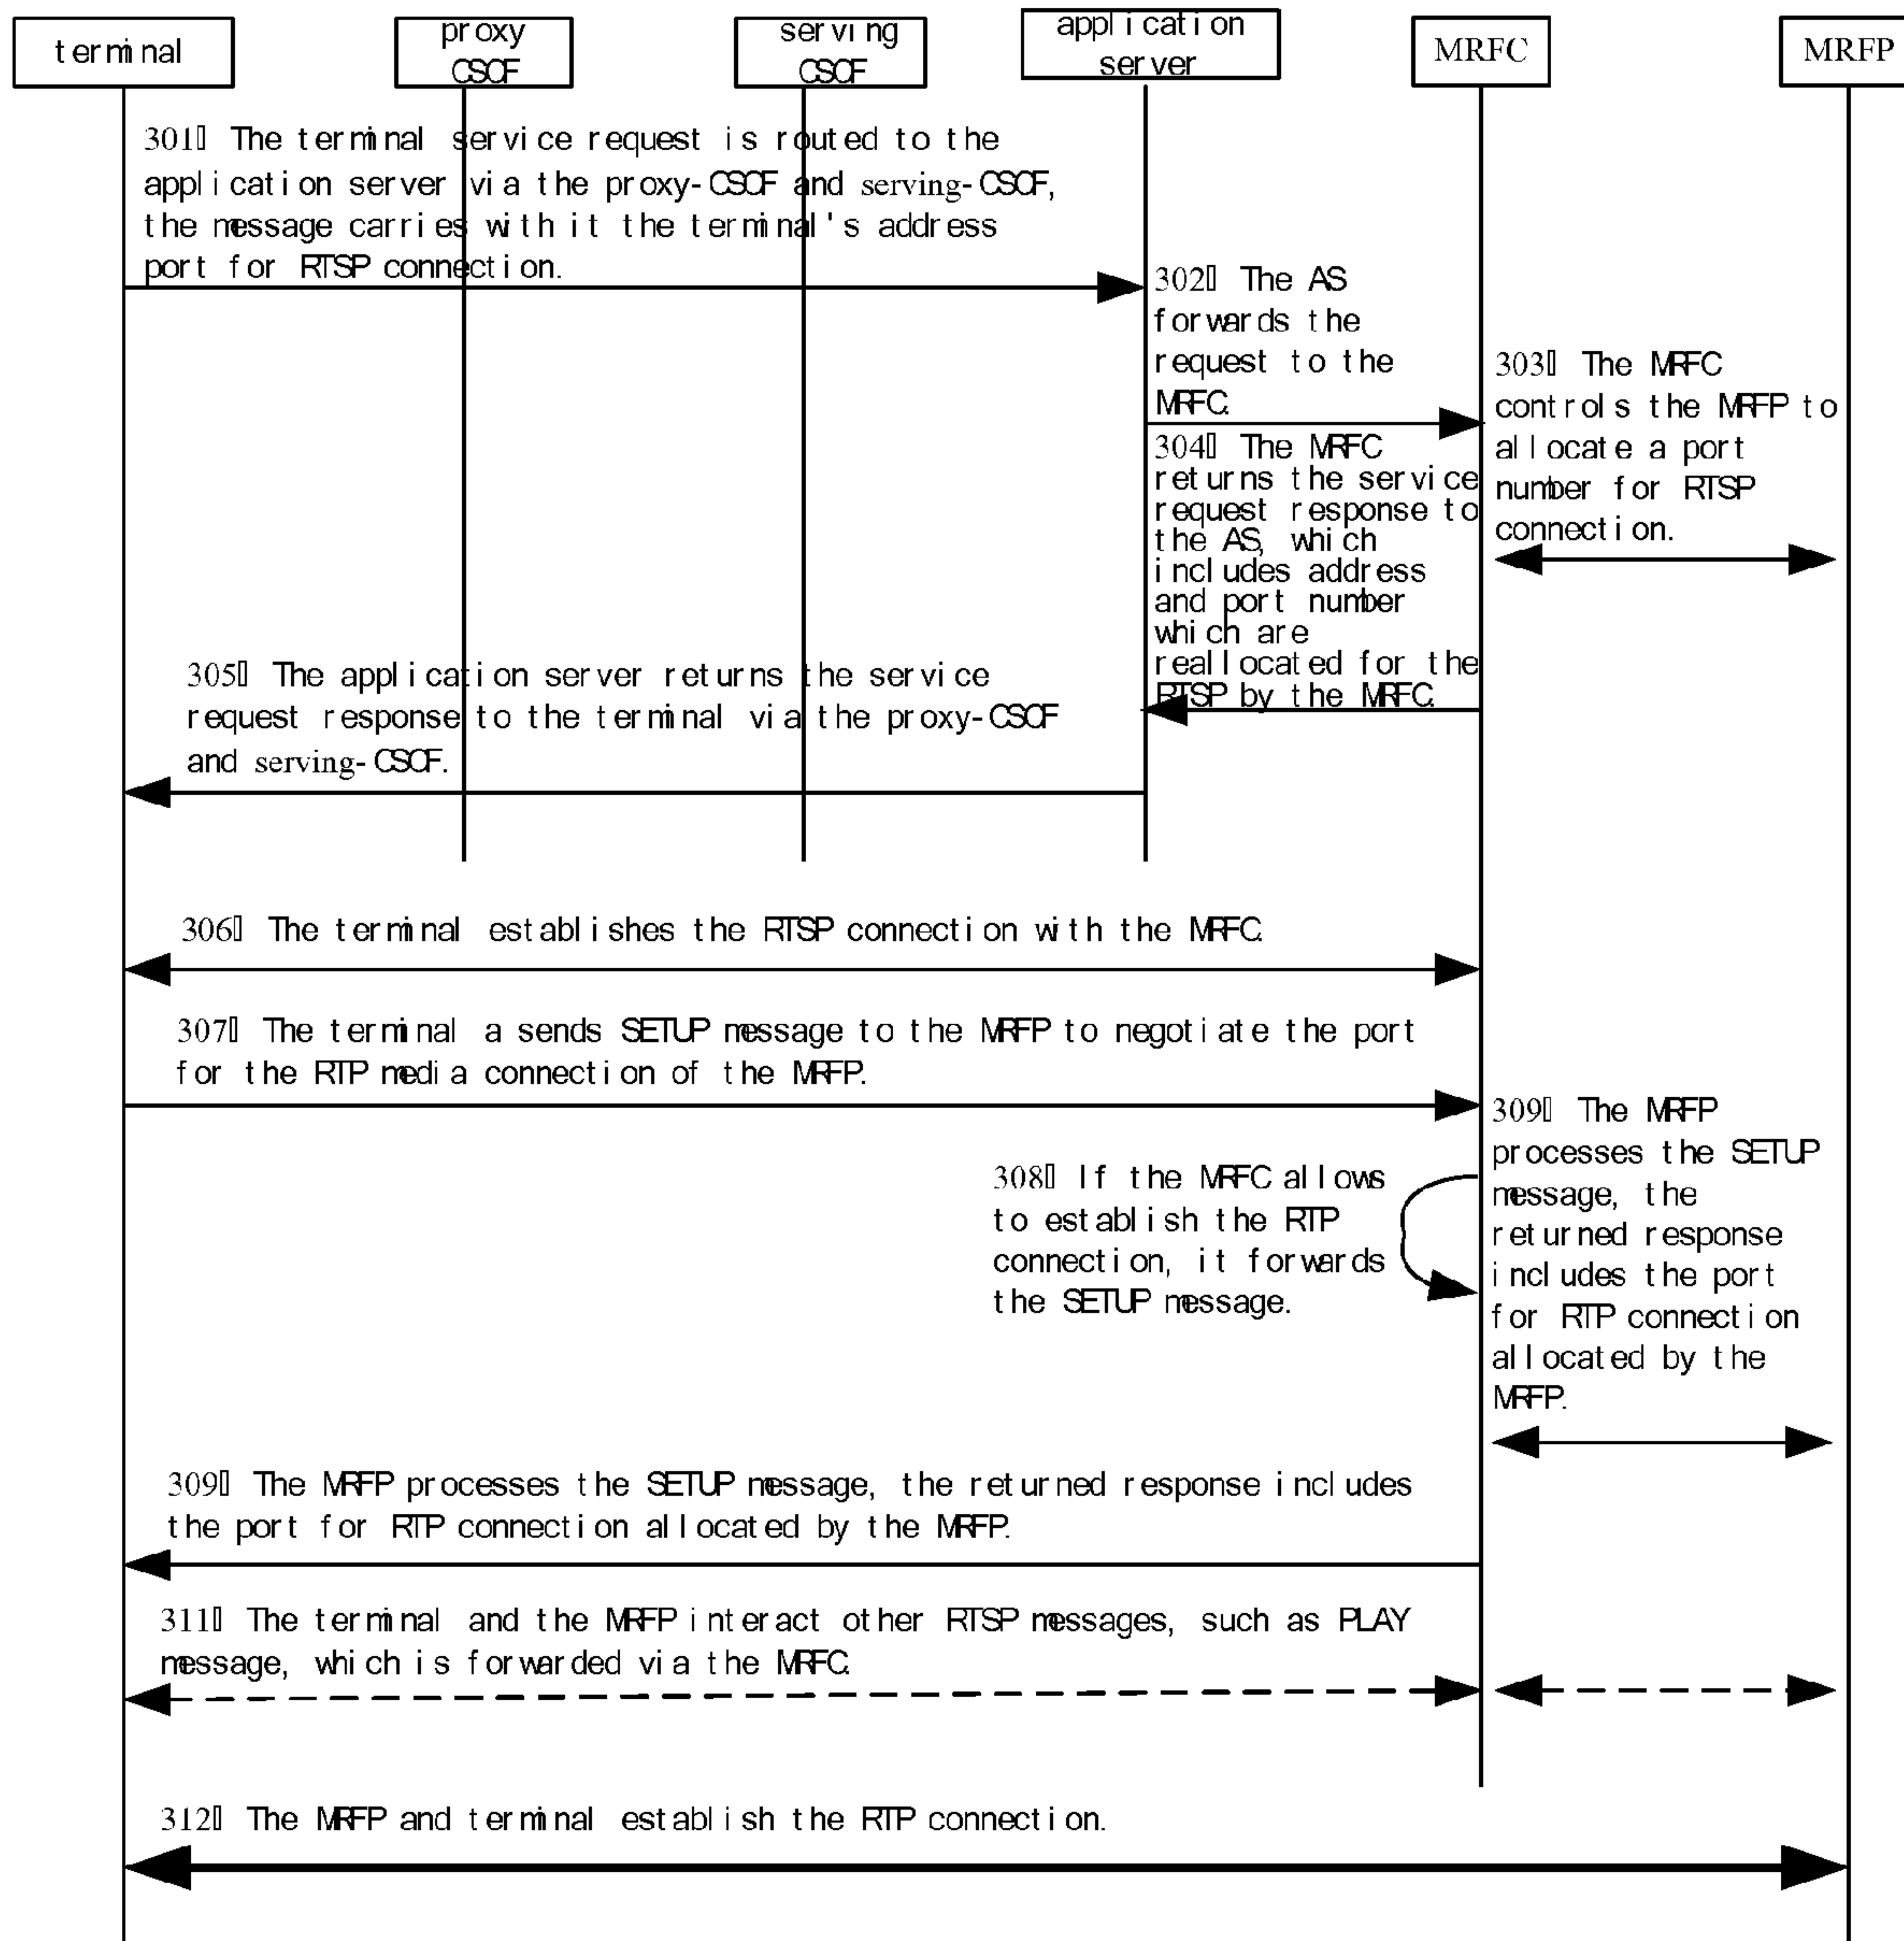 terminal
proxy
CSCF
serving
CSCF
application
server
MRFC
MRFP
301▯ The terminal service request is routed to the
application server via the proxy-CSCF and serving-CSCF,
the message carries with it the terminal's address
port for RTSP connection.
302▯ The AS
forwards the
request to the
MRFC.
303▯ The MRFC
controls the MRFP to
allocate a port
number for RTSP
connection.
304▯ The MRFC
returns the service
request response to
the AS, which
includes address
and port number
which are
reallocated for the
RTSP by the MRFC.
305▯ The application server returns the service
request response to the terminal via the proxy-CSCF
and serving-CSCF.
306▯ The terminal establishes the RTSP connection with the MRFC.
307▯ The terminal a sends SETUP message to the MRFP to negotiate the port
for the RTP media connection of the MRFP.
308▯ If the MRFC allows
to establish the RTP
connection, it forwards
the SETUP message.
309▯ The MRFP
processes the SETUP
message, the
returned response
includes the port
for RTP connection
allocated by the
MRFP.
309▯ The MRFP processes the SETUP message, the returned response includes
the port for RTP connection allocated by the MRFP.
311▯ The terminal and the MRFP interact other RTSP messages, such as PLAY
message, which is forwarded via the MRFC.
312▯ The MRFP and terminal establish the RTP connection.